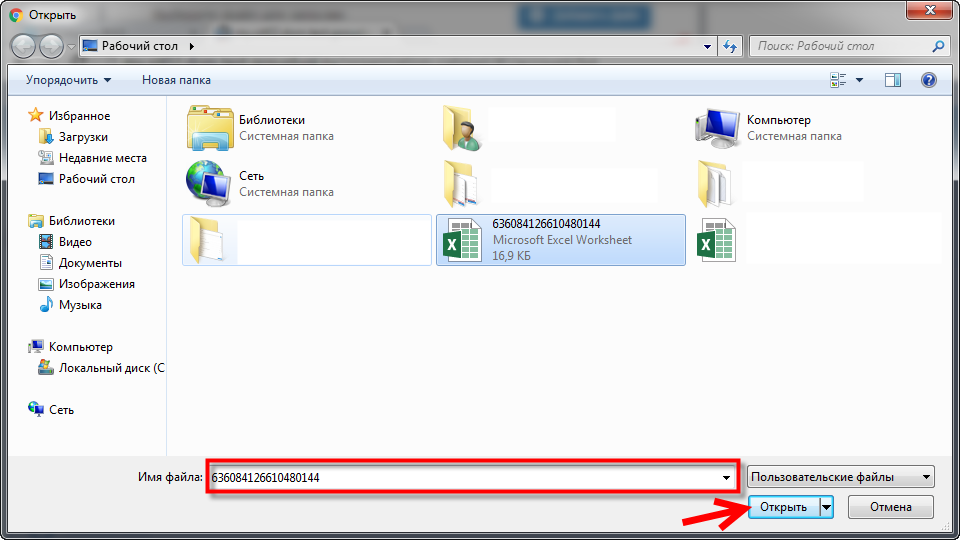 Открыть
Рабочий стол
Поиск: Рабочий стол
Упорядочить
Новая папка
Избранное
Загрузки
Недавние места
Рабочий стол
Библиотеки
Видео
Документы
Изображения
Музыка
Компьютер
Локальный диск (C
Сеть
Библиотеки
Системная папка
Компьютер
Системная папка
Сеть
Системная папка
636084126610480144
Microsoft Excel Worksheet
16,9 КБ
Имя файла:
636084126610480144
Пользовательские файлы
Открыть
Отмена